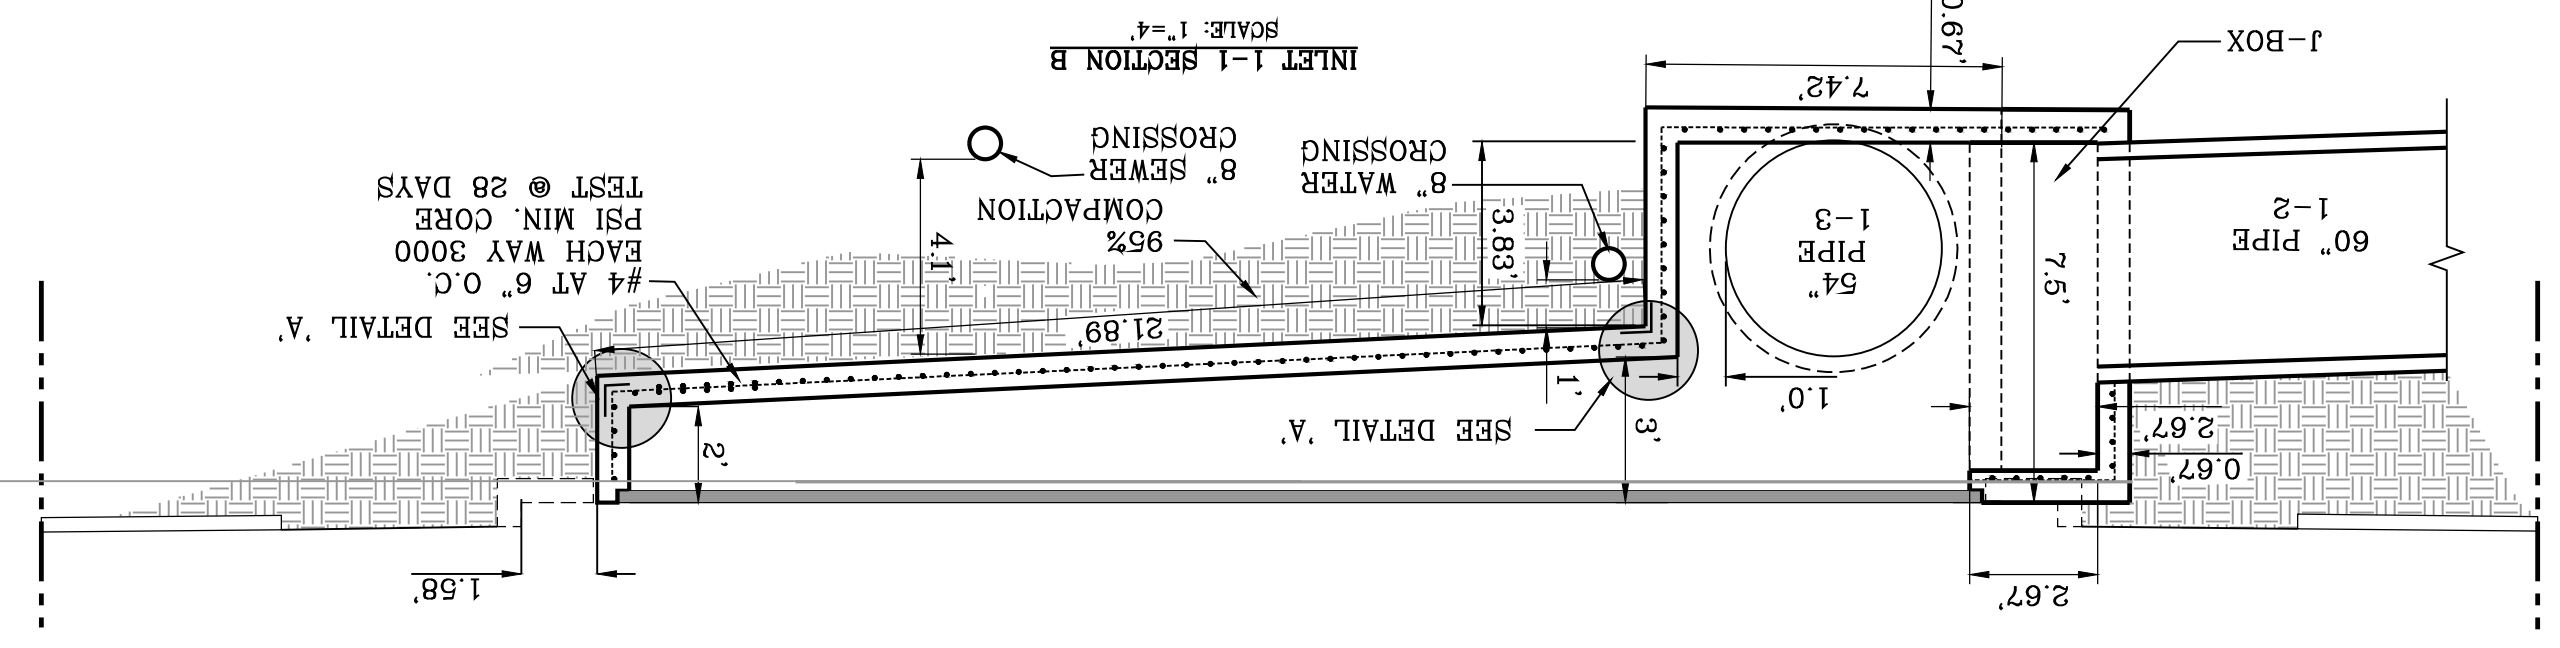 2.67'
1.58'
0.67'
2.67'
3'
SEE DETAIL 'A'
2'
1.0'
1'
21.89'
SEE DETAIL 'A'
#4 AT 6" O.C.
EACH WAY 3000
PSI MIN. CORE
TEST @ 28 DAYS
60" PIPE
1-2
7.5'
54"
PIPE
1-3
3.83'
8" WATER
CROSSING
95%
COMPACTION
4.1'
8" SEWER
CROSSING
7.42'
0.67'
J-BOX
INLET 1-1 SECTION B
SCALE: 1"=4'